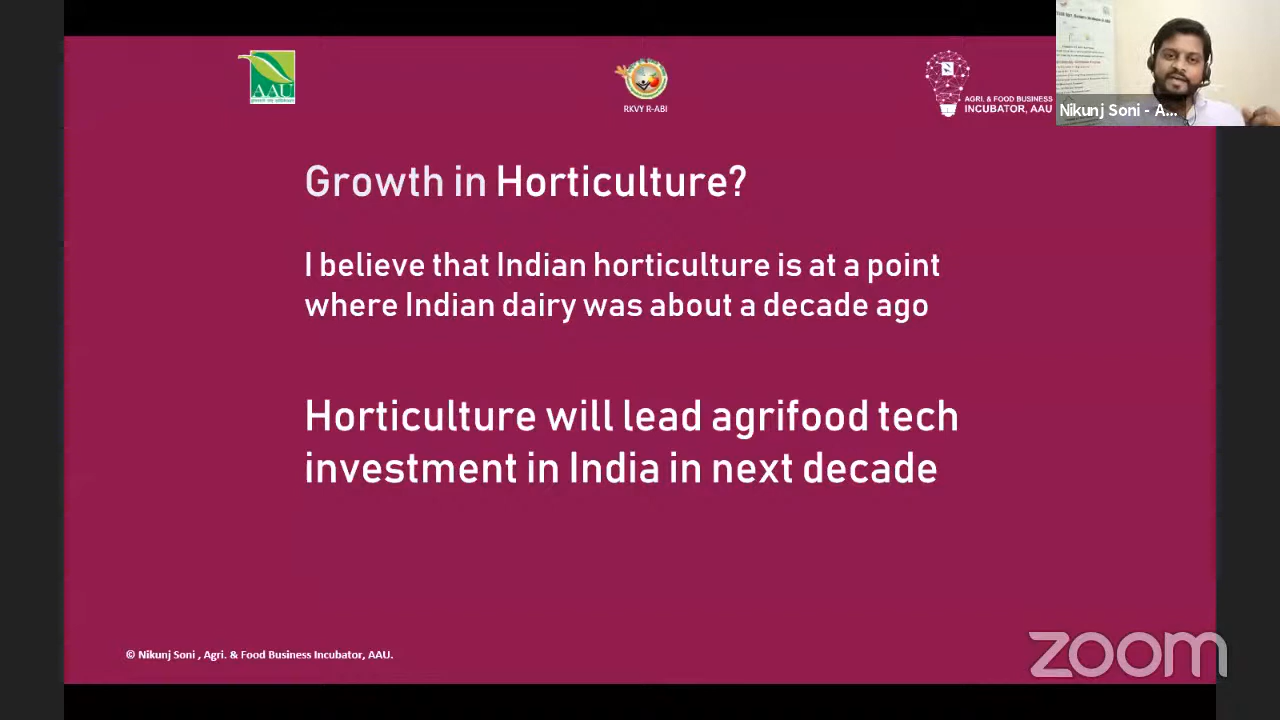 AAU
RKVY R-ABI
AGRI. & FOOD BUSINESS
INCUBATOR, AAU
Nikunj Soni - A...
Growth in Horticulture?
I believe that Indian horticulture is at a point
where Indian dairy was about a decade ago
Horticulture will lead agrifood tech
investment in India in next decade
© Nikunj Soni , Agri. & Food Business Incubator, AAU.
zoom